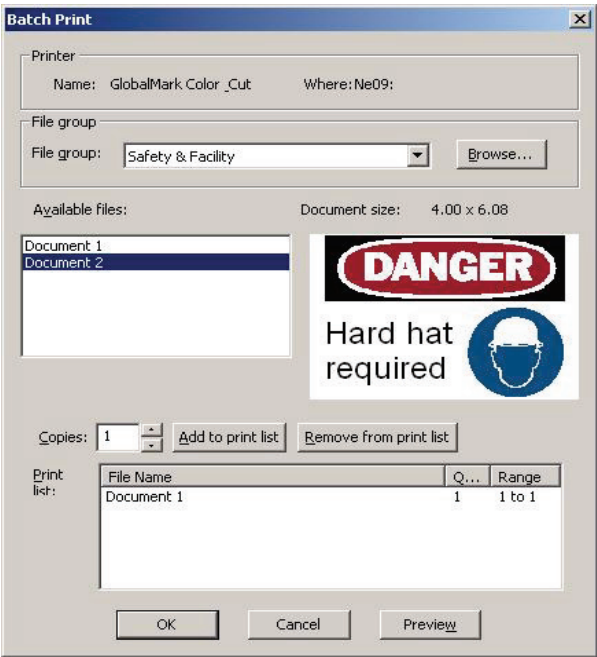 Batch Print
Printer
Name: GlobalMark Color _Cut Where: Ne09:
File group
File group: Safety & Facility Browse...
Available files: Document size: 4.00 x 6.08
Document 1
Document 2
DANGER
Hard hat
required
Copies: 1 Add to print list Remove from print list
Print
list:
File Name Q... Range
Document 1 1 1 to 1
OK Cancel Preview